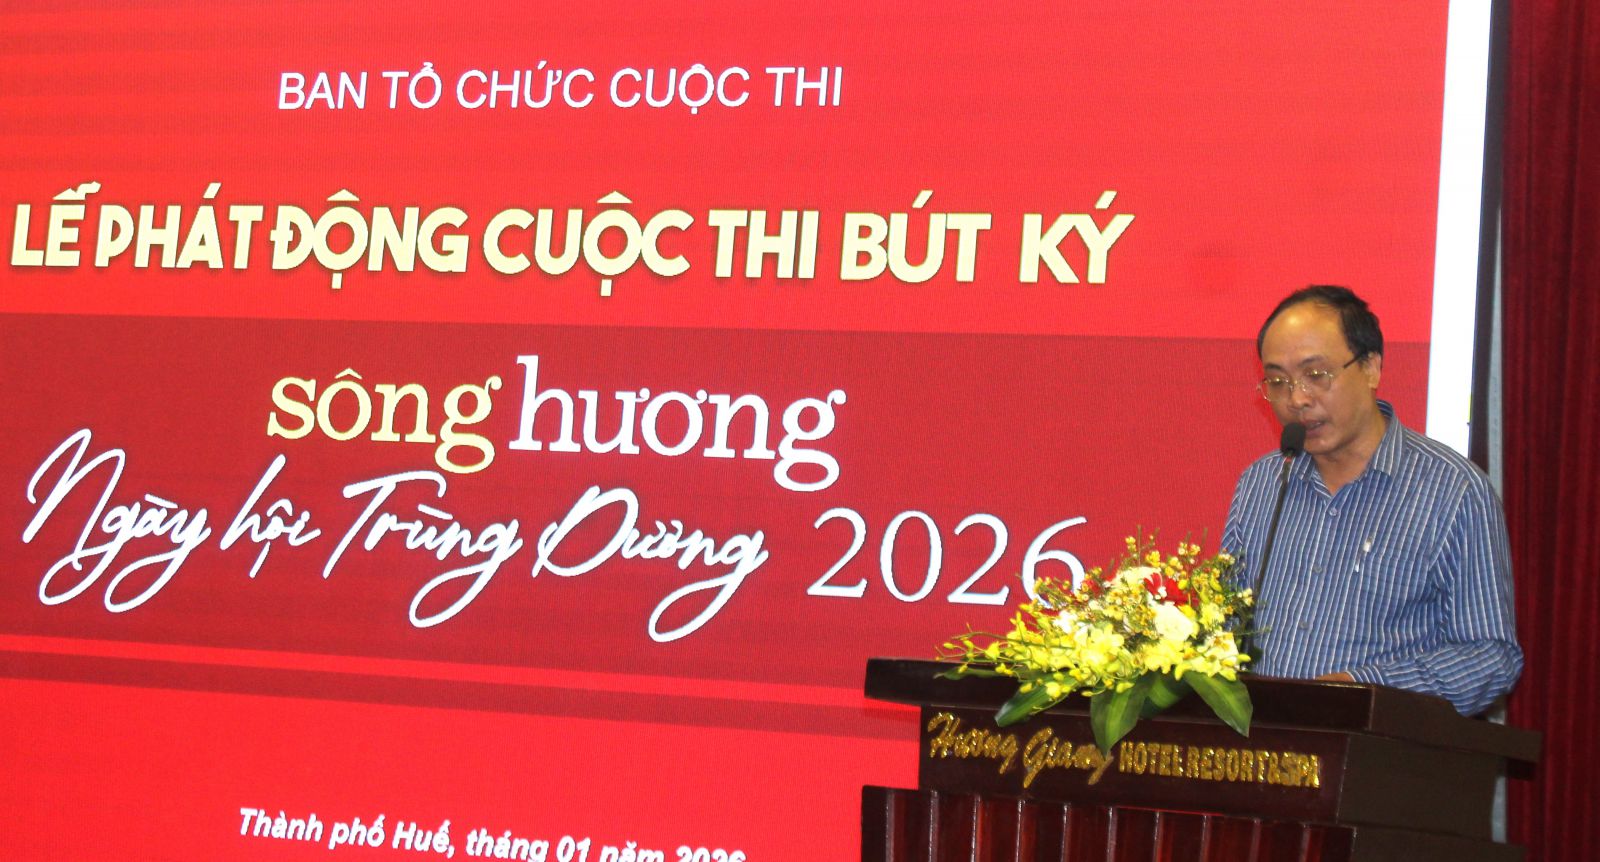 BAN TỔ CHỨC CUỘC THI
LỄ PHÁT ĐỘNG CUỘC THI BÚT KÝ
sông hương
Ngày hội Trùng Dương 2026
Hương Giang HOTEL RESORT & SPA
Thành phố Huế, tháng 01 năm 2026